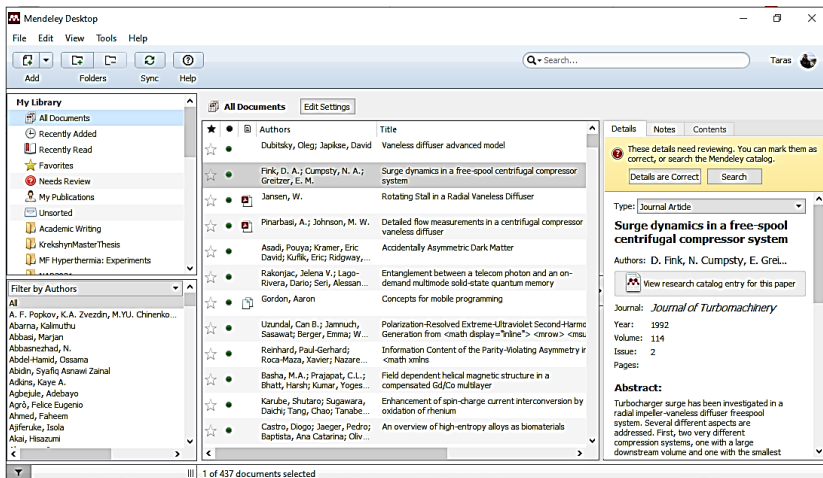 Mendeley Desktop
File Edit View Tools Help
Add Folders Sync Help
Search...
Taras
My Library
All Documents
Recently Added
Recently Read
Favorites
Needs Review
My Publications
Unsorted
Academic Writing
KrekshynMasterThesis
MF Hyperthermia: Experiments
Filter by Authors
All
A. F. Popkov, K.A. Zvezdin, M.YU. Chinenko...
Abarna, Kalimuthu
Abbasi, Marjan
Abbasnezhad, N.
Abdel-Hamid, Ossama
Abidin, Syafiq Asnawi Zainal
Adkins, Kaye A.
Agbejule, Adebayo
Agrò, Felice Eugenio
Ahmed, Faheem
Ajiferuke, Isola
Akai, Hisazumi
All Documents Edit Settings
Authors Title
Dubitsky, Oleg; Japikse, David Vaneless diffuser advanced model
Fink, D. A.; Cumpsty, N. A.; Surge dynamics in a free-spool centrifugal compressor
Greitzer, E. M. system
Jansen, W. Rotating Stall in a Radial Vaneless Diffuser
Pinarbasi, A.; Johnson, M. W. Detailed flow measurements in a centrifugal compressor
vaneless diffuser
Asadi, Pouya; Kramer, Eric Accidentally Asymmetric Dark Matter
David; Kuflik, Eric; Ridgway,...
Rakonjac, Jelena V.; Lago- Entanglement between a telecom photon and an on-
Rivera, Dario; Seri, Alessan... demand multimode solid-state quantum memory
Gordon, Aaron Concepts for mobile programming
Uzundal, Can B.; Jamnuch, Polarization-Resolved Extreme-Ultraviolet Second-Harmo
Sasawat; Berger, Emma; W... Generation from <math display="inline"> <mrow> <msu
Reinhard, Paul-Gerhard; Information Content of the Parity-Violating Asymmetry in
Roca-Maza, Xavier; Nazare... <math xmlns
Basha, M.A.; Prajapat, C.L.; Field dependent helical magnetic structure in a
Bhatt, Harsh; Kumar, Yoges... compensated Gd/Co multilayer
Karube, Shutaro; Sugawara, Enhancement of spin-charge current interconversion by
Daichi; Tang, Chao; Tanabe... oxidation of rhenium
Castro, Diogo; Jaeger, Pedro; An overview of high-entropy alloys as biomaterials
Baptista, Ana Catarina; Oliv...
Details Notes Contents
These details need reviewing. You can mark them as
correct, or search the Mendeley catalog.
Details are Correct Search
Type: Journal Article
Surge dynamics in a free-spool
centrifugal compressor system
Authors: D. Fink, N. Cumpsty, E. Grei...
View research catalog entry for this paper
Journal: Journal of Turbomachinery
Year: 1992
Volume: 114
Issue: 2
Pages:
Abstract:
Turbocharger surge has been investigated in a
radial impeller-vaneless diffuser freespool
system. Several different aspects are
addressed. First, two very different
compression systems, one with a large
downstream volume and one with the smallest
1 of 437 documents selected